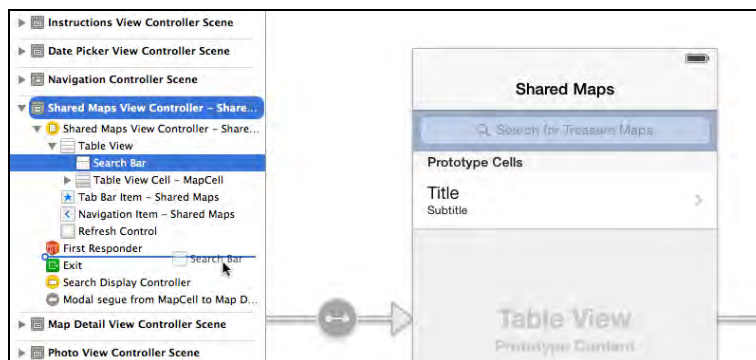 Instructions View Controller Scene
Date Picker View Controller Scene
Navigation Controller Scene
Shared Maps View Controller – Share...
Shared Maps View Controller – Share...
Table View
Search Bar
Table View Cell – MapCell
Tab Bar Item – Shared Maps
Navigation Item – Shared Maps
Refresh Control
First Responder
Search Bar
Exit
Search Display Controller
Modal segue from MapCell to Map D...
Map Detail View Controller Scene
Photo View Controller Scene
Shared Maps
Search for Treasure Maps
Prototype Cells
Title
Subtitle
Table View
Prototype Content